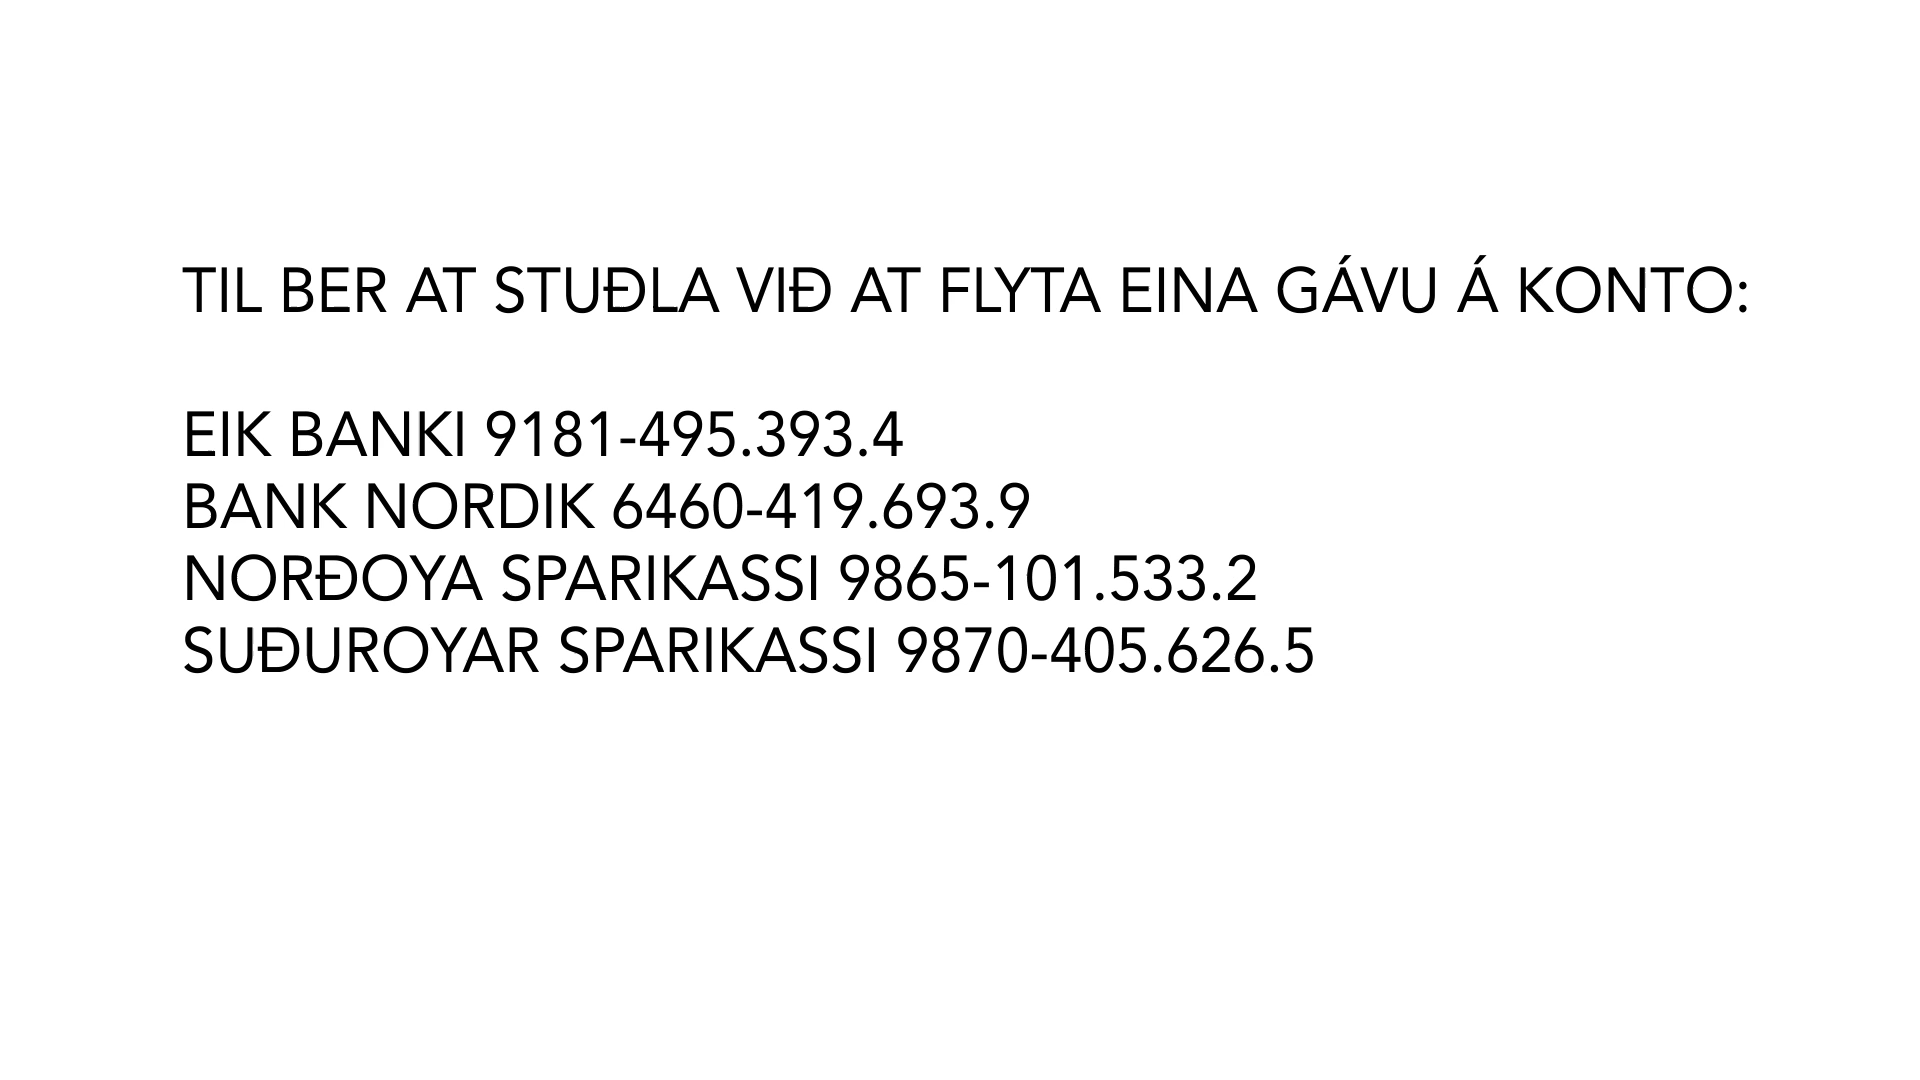 TIL BER AT STUÐLA VIÐ AT FLYTA EINA GÁVU Á KONTO:
EIK BANKI 9181-495.393.4
BANK NORDIK 6460-419.693.9
NORÐOYA SPARIKASSI 9865-101.533.2
SUÐUROYAR SPARIKASSI 9870-405.626.5